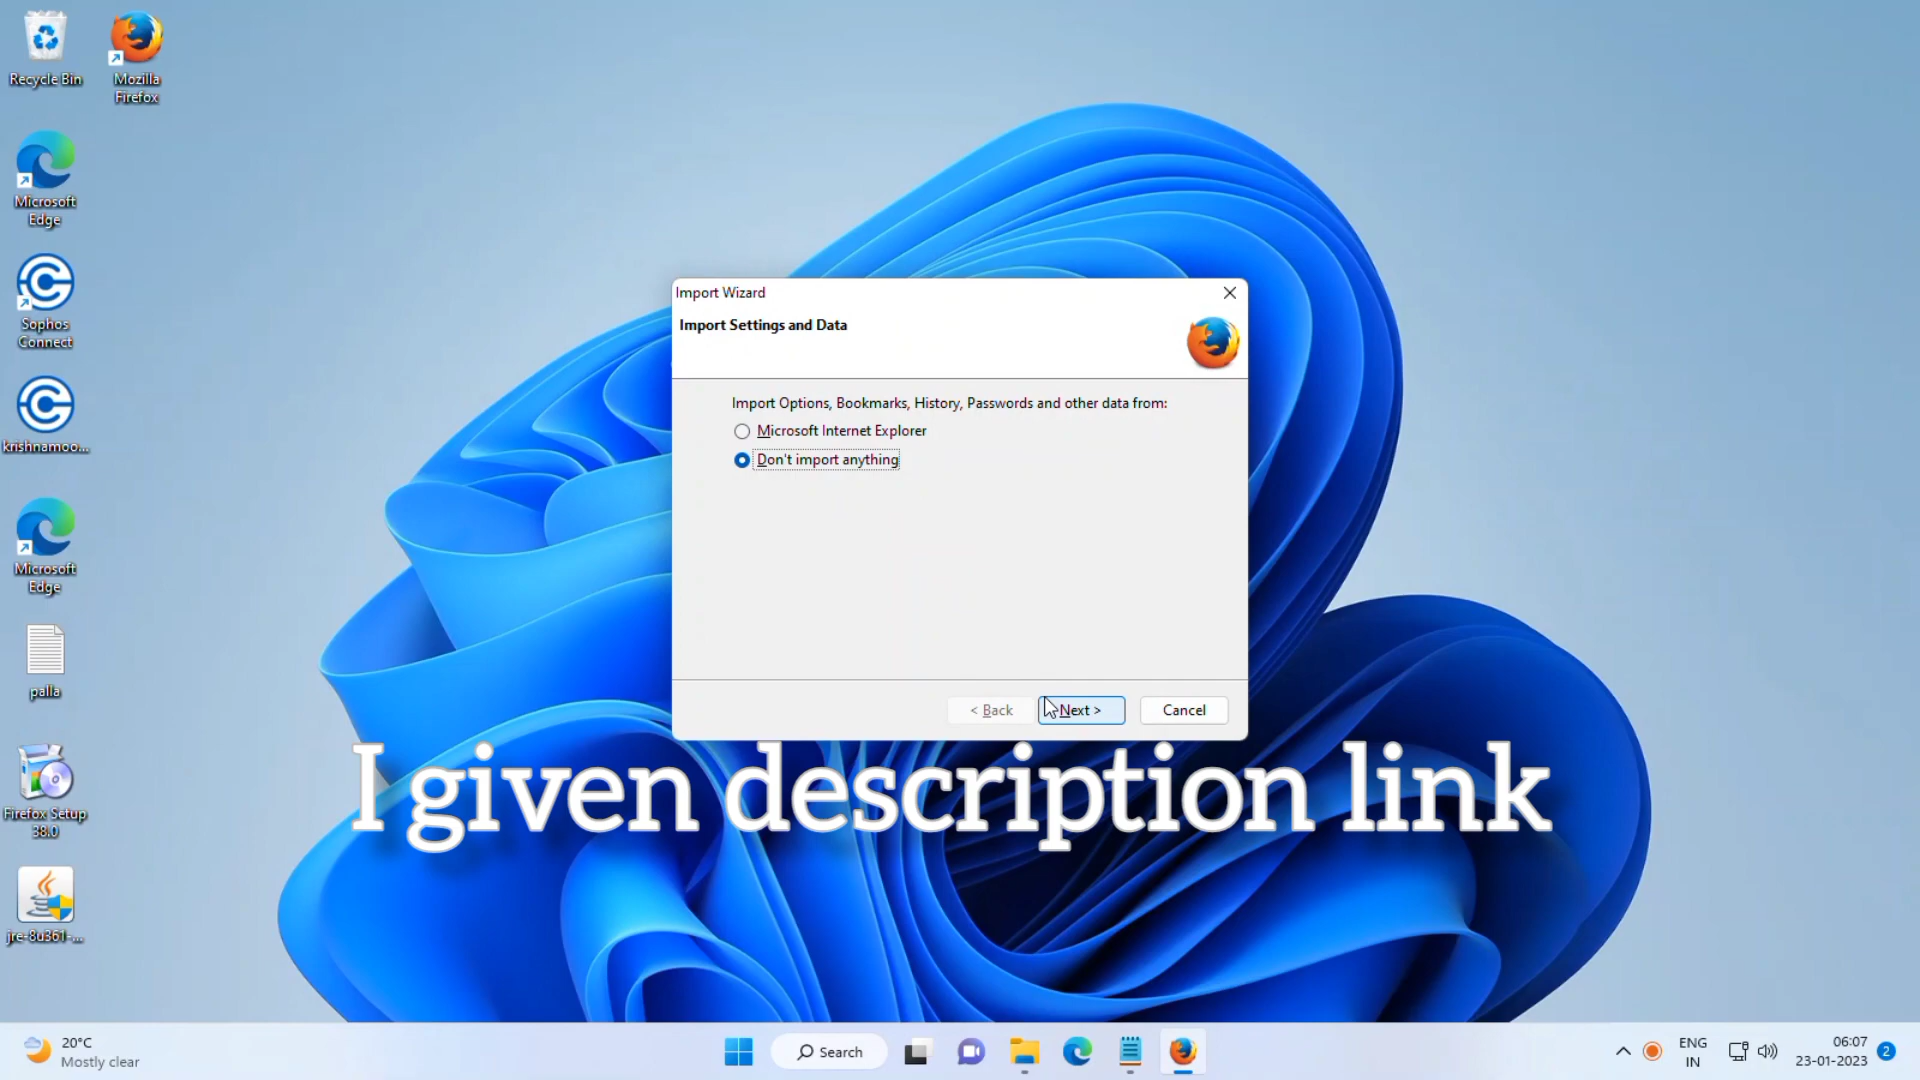 Recycle Bin
Mozilla
Firefox
Microsoft
Edge
Sophos
Connect
krishnamoo...
Microsoft
Edge
palla
Firefox Setup
38.0
jre-8u361-...
Import Wizard
Import Settings and Data
Import Options, Bookmarks, History, Passwords and other data from:
Microsoft Internet Explorer
Don't import anything
< Back
Next >
Cancel
I given description link
20°C
Mostly clear
Search
ENG
IN
06:07
23-01-2023
2